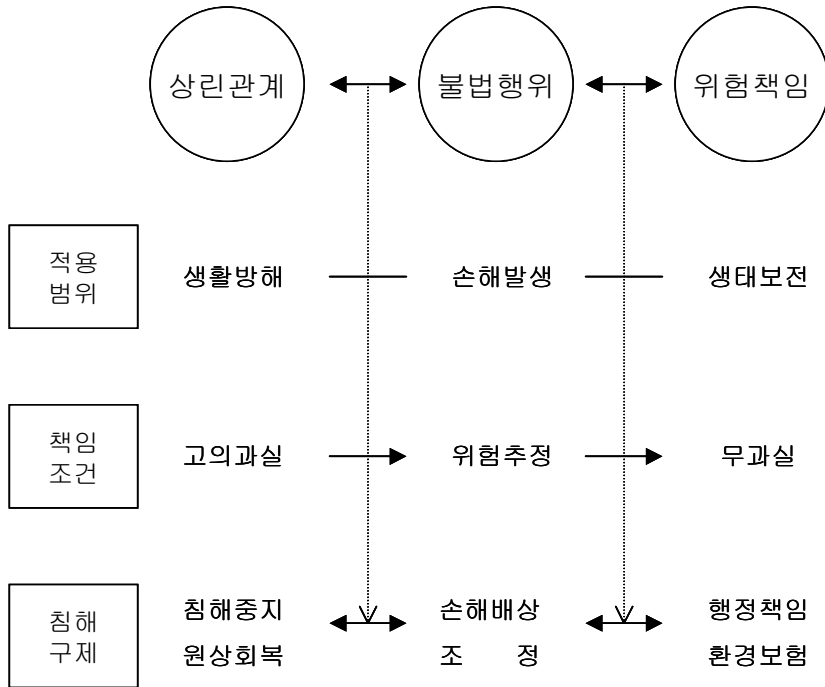 상린관계 불법행위 위험책임
적용
범위
생활방해 손해발생 생태보전
책임
조건
고의과실 위험추정 무과실
침해
구제
침해중지 손해배상 행정책임
원상회복 조 정 환경보험